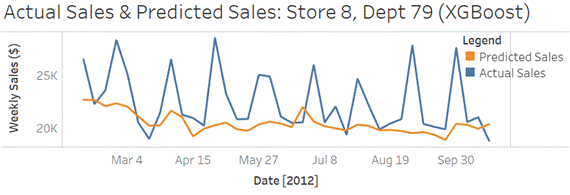 Actual Sales & Predicted Sales: Store 8, Dept 79 (XGBoost)
Legend
Predicted Sales
Actual Sales
Weekly Sales ($)
25K
20K
Mar 4 Apr 15 May 27 Jul 8 Aug 19 Sep 30
Date [2012]